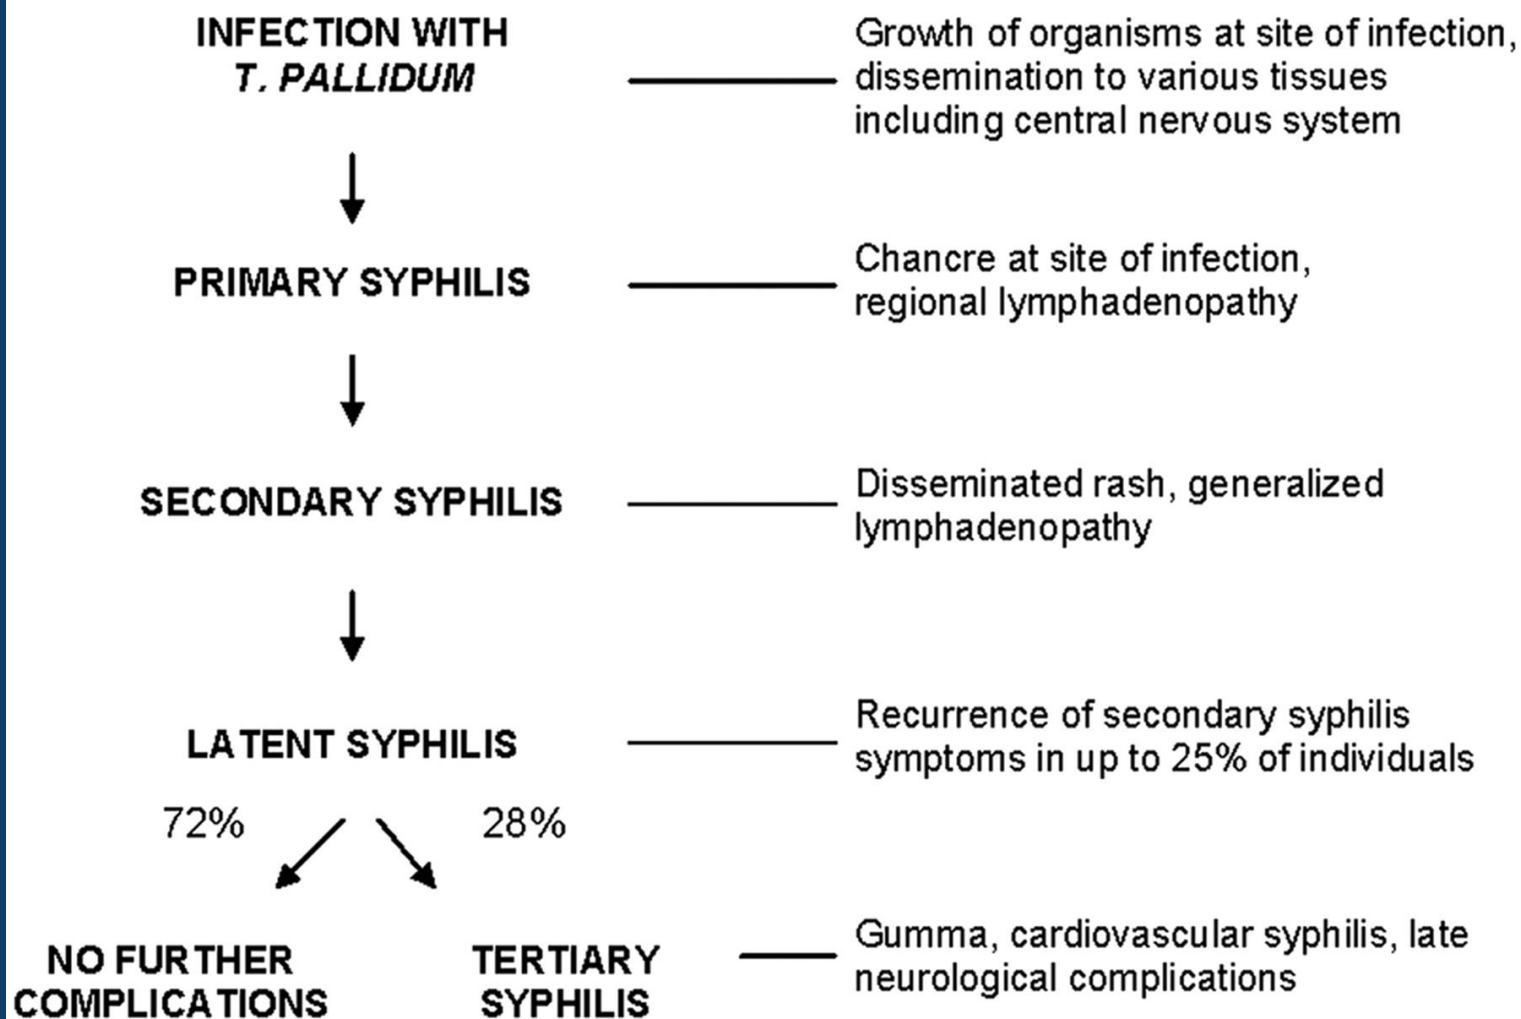 INFECTION WITH
T. PALLIDUM
Growth of organisms at site of infection,
dissemination to various tissues
including central nervous system
PRIMARY SYPHILIS
Chancre at site of infection,
regional lymphadenopathy
SECONDARY SYPHILIS
Disseminated rash, generalized
lymphadenopathy
LATENT SYPHILIS
Recurrence of secondary syphilis
symptoms in up to 25% of individuals
72%
28%
NO FURTHER
COMPLICATIONS
TERTIARY
SYPHILIS
Gumma, cardiovascular syphilis, late
neurological complications